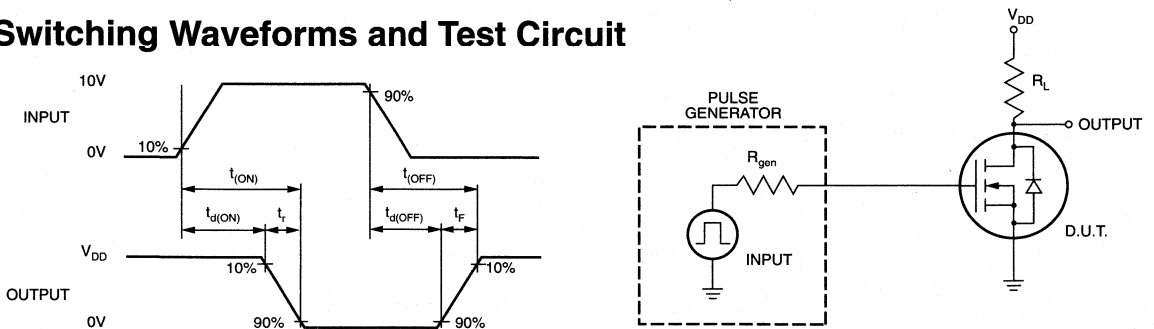 Switching Waveforms and Test Circuit
10V
INPUT
0V
10%
90%
t(ON)
t(OFF)
td(ON)
tr
td(OFF)
tF
VDD
OUTPUT
0V
10%
90%
10%
90%
PULSE
GENERATOR
Rgen
INPUT
VDD
RL
OUTPUT
D.U.T.